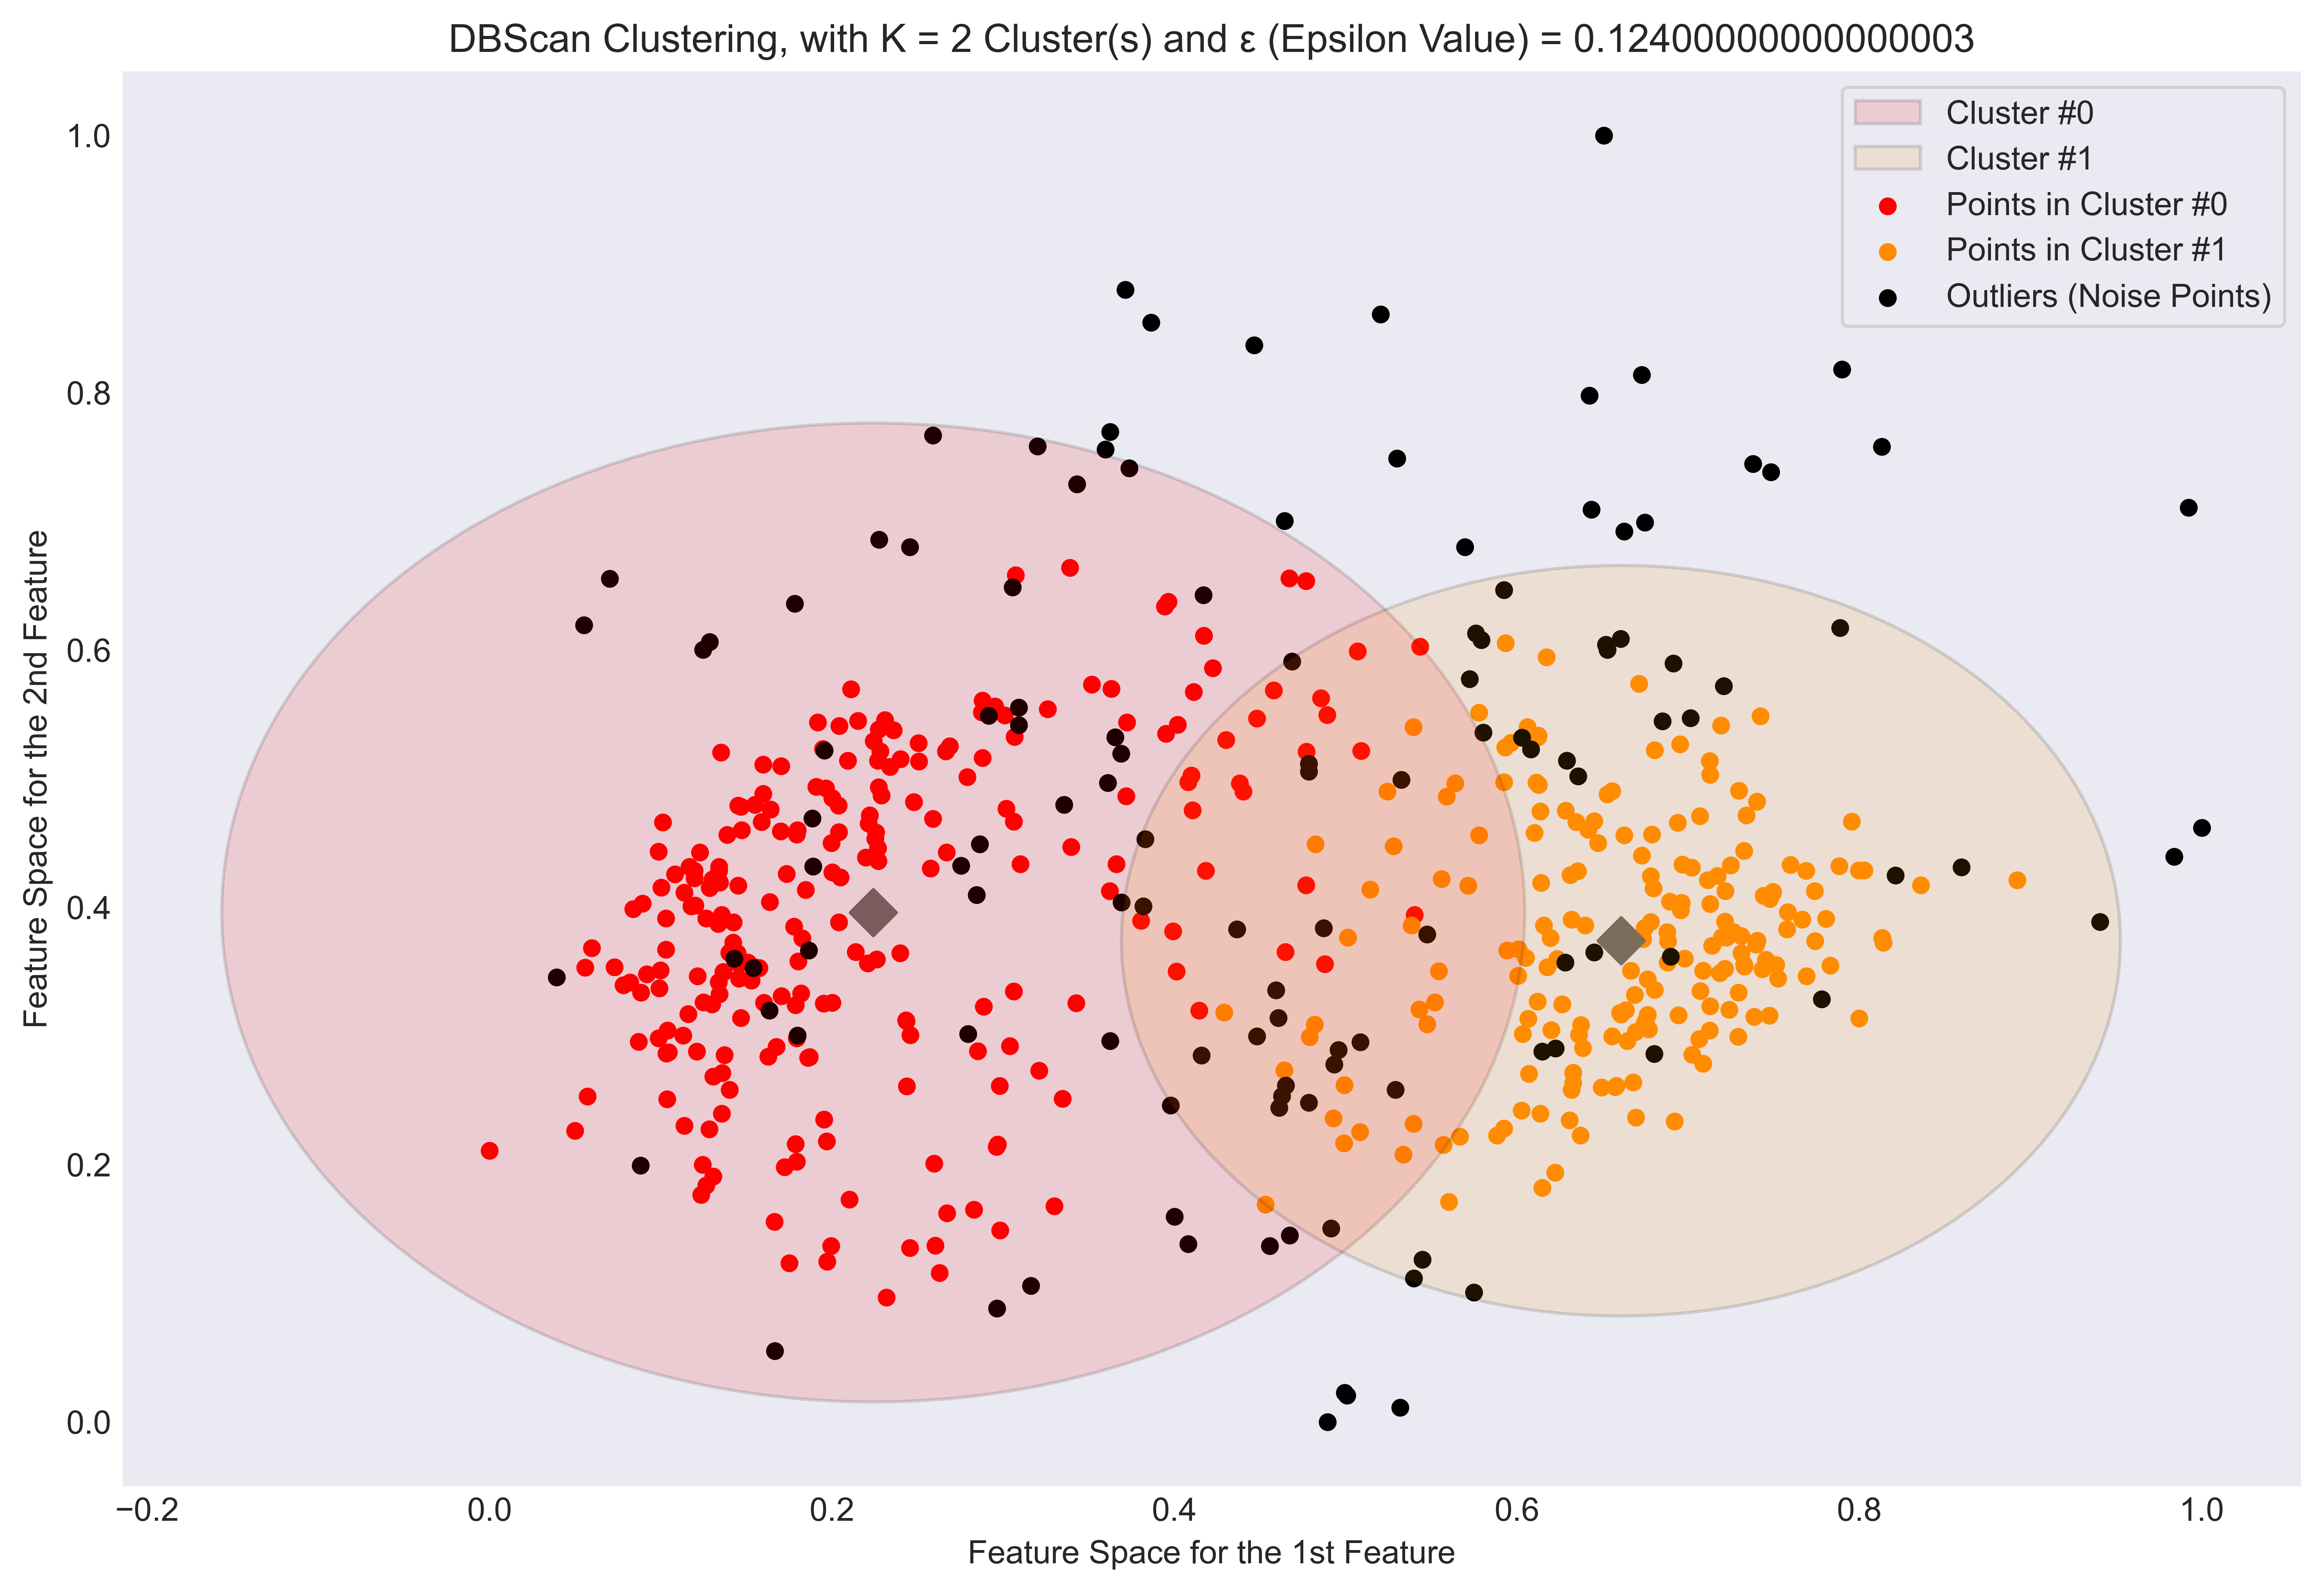 DBScan Clustering, with K = 2 Cluster(s) and ε (Epsilon Value) = 0.12400000000000003
Cluster #0
Cluster #1
Points in Cluster #0
Points in Cluster #1
Outliers (Noise Points)
1.0
0.8
0.6
0.4
0.2
0.0
Feature Space for the 2nd Feature
−0.2 0.0 0.2 0.4 0.6 0.8 1.0
Feature Space for the 1st Feature